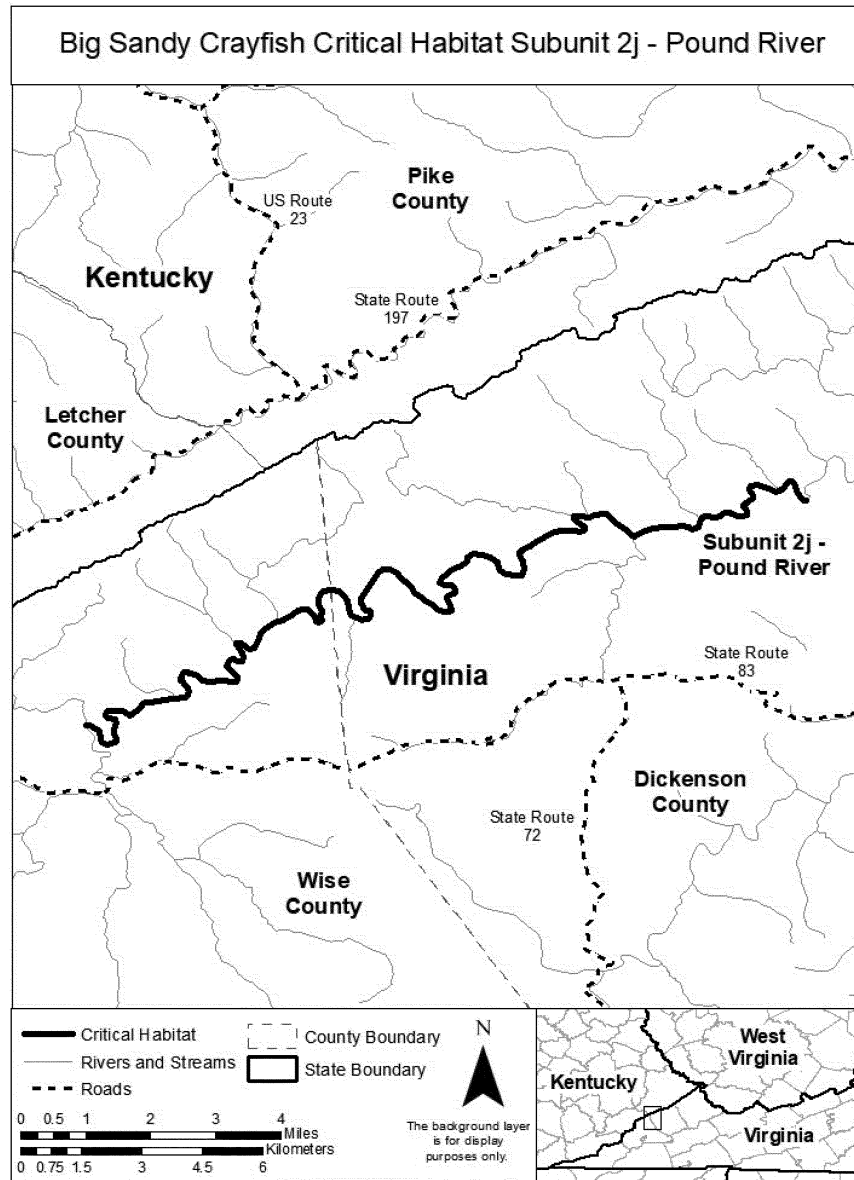 Big Sandy Crayfish Critical Habitat Subunit 2j - Pound River
Pike
County
US Route
23
Kentucky
State Route
197
Letcher
County
Subunit 2j -
Pound River
Virginia
State Route
83
Dickenson
County
State Route
72
Wise
County
Critical Habitat
Rivers and Streams
Roads
County Boundary
State Boundary
N
The background layer
is for display
purposes only.
0 0.5 1 2 3 4
Miles
Kilometers
0 0.75 1.5 3 4.5 6
West
Virginia
Kentucky
Virginia